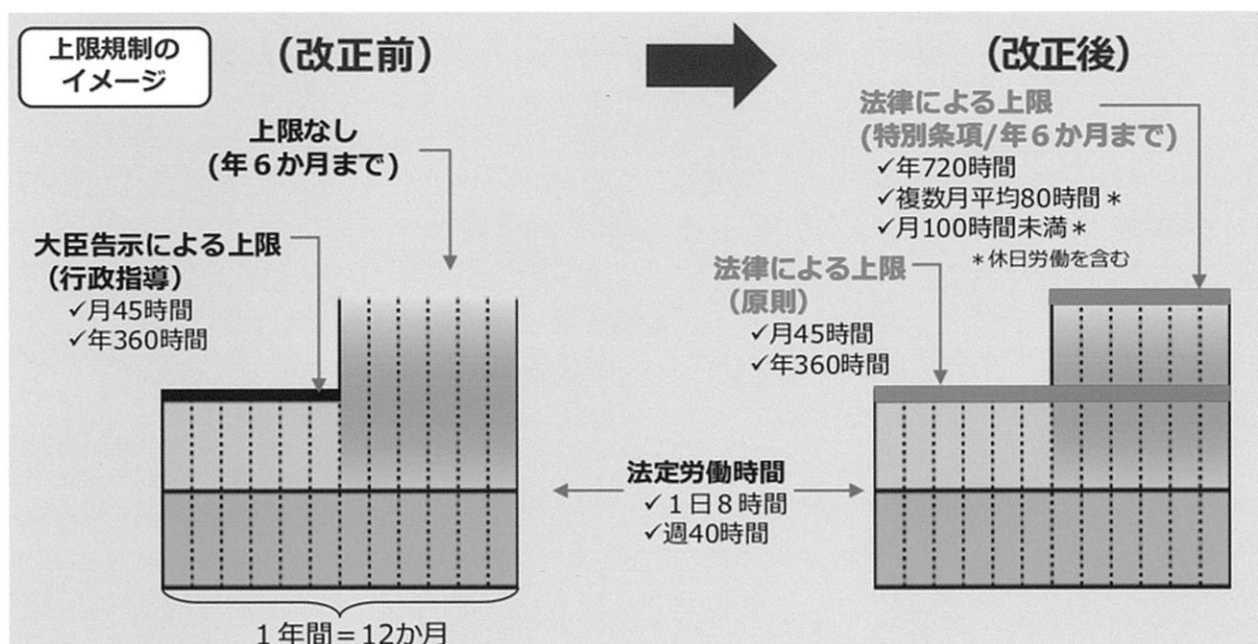 上限規制の
イメージ
（改正前）
（改正後）
上限なし
(年６か月まで)
大臣告示による上限
（行政指導）
✓月45時間
✓年360時間
法律による上限
(特別条項/年６か月まで)
✓年720時間
✓複数月平均80時間＊
✓月100時間未満＊
＊休日労働を含む
法律による上限
（原則）
✓月45時間
✓年360時間
法定労働時間
✓１日８時間
✓週40時間
１年間＝12か月